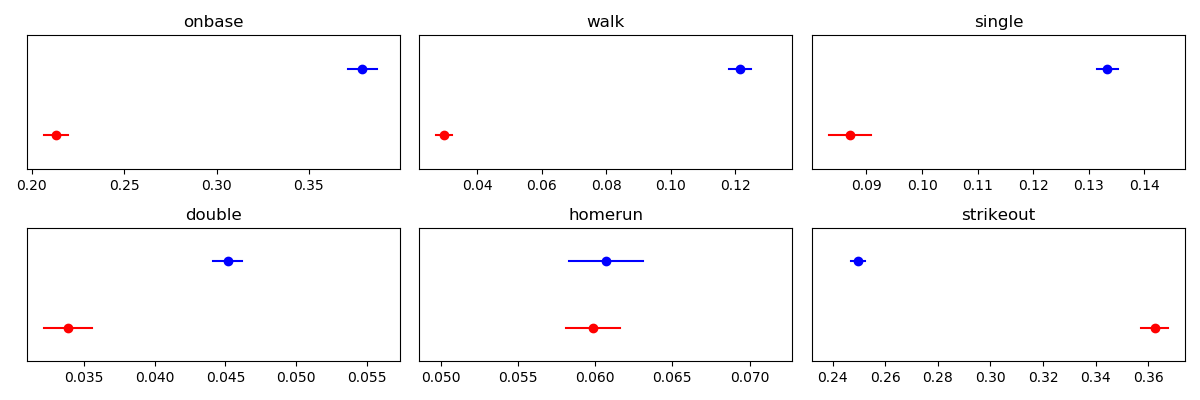 onbase walk single
0.20 0.25 0.30 0.35 0.04 0.06 0.08 0.10 0.12 0.09 0.10 0.11 0.12 0.13 0.14
double homerun strikeout
0.035 0.040 0.045 0.050 0.055 0.050 0.055 0.060 0.065 0.070 0.24 0.26 0.28 0.30 0.32 0.34 0.36